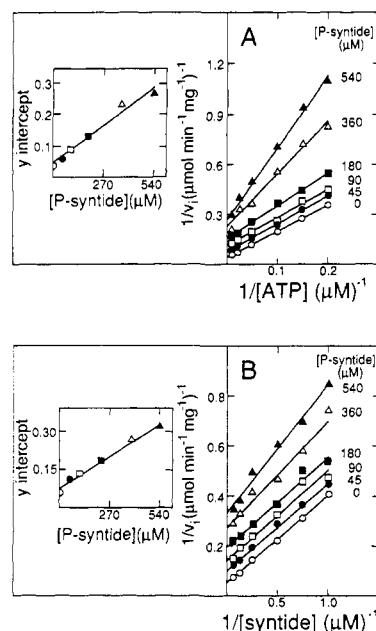 A
[P-syntide]
(μM)
540
360
180
90
45
0
1/vᵢ(μmol min⁻¹ mg⁻¹)⁻¹
1.2
0.9
0.6
0.3
0.1
0.2
1/[ATP] (μM)⁻¹
y intercept
0.3
0.2
0.1
270
540
[P-syntide](μM)
B
[P-syntide]
(μM)
540
360
180
90
45
0
1/vᵢ(μmol min⁻¹ mg⁻¹)⁻¹
0.8
0.6
0.4
0.2
0.5
1.0
1/[syntide] (μM)⁻¹
y intercept
0.30
0.15
270
540
[P-syntide](μM)